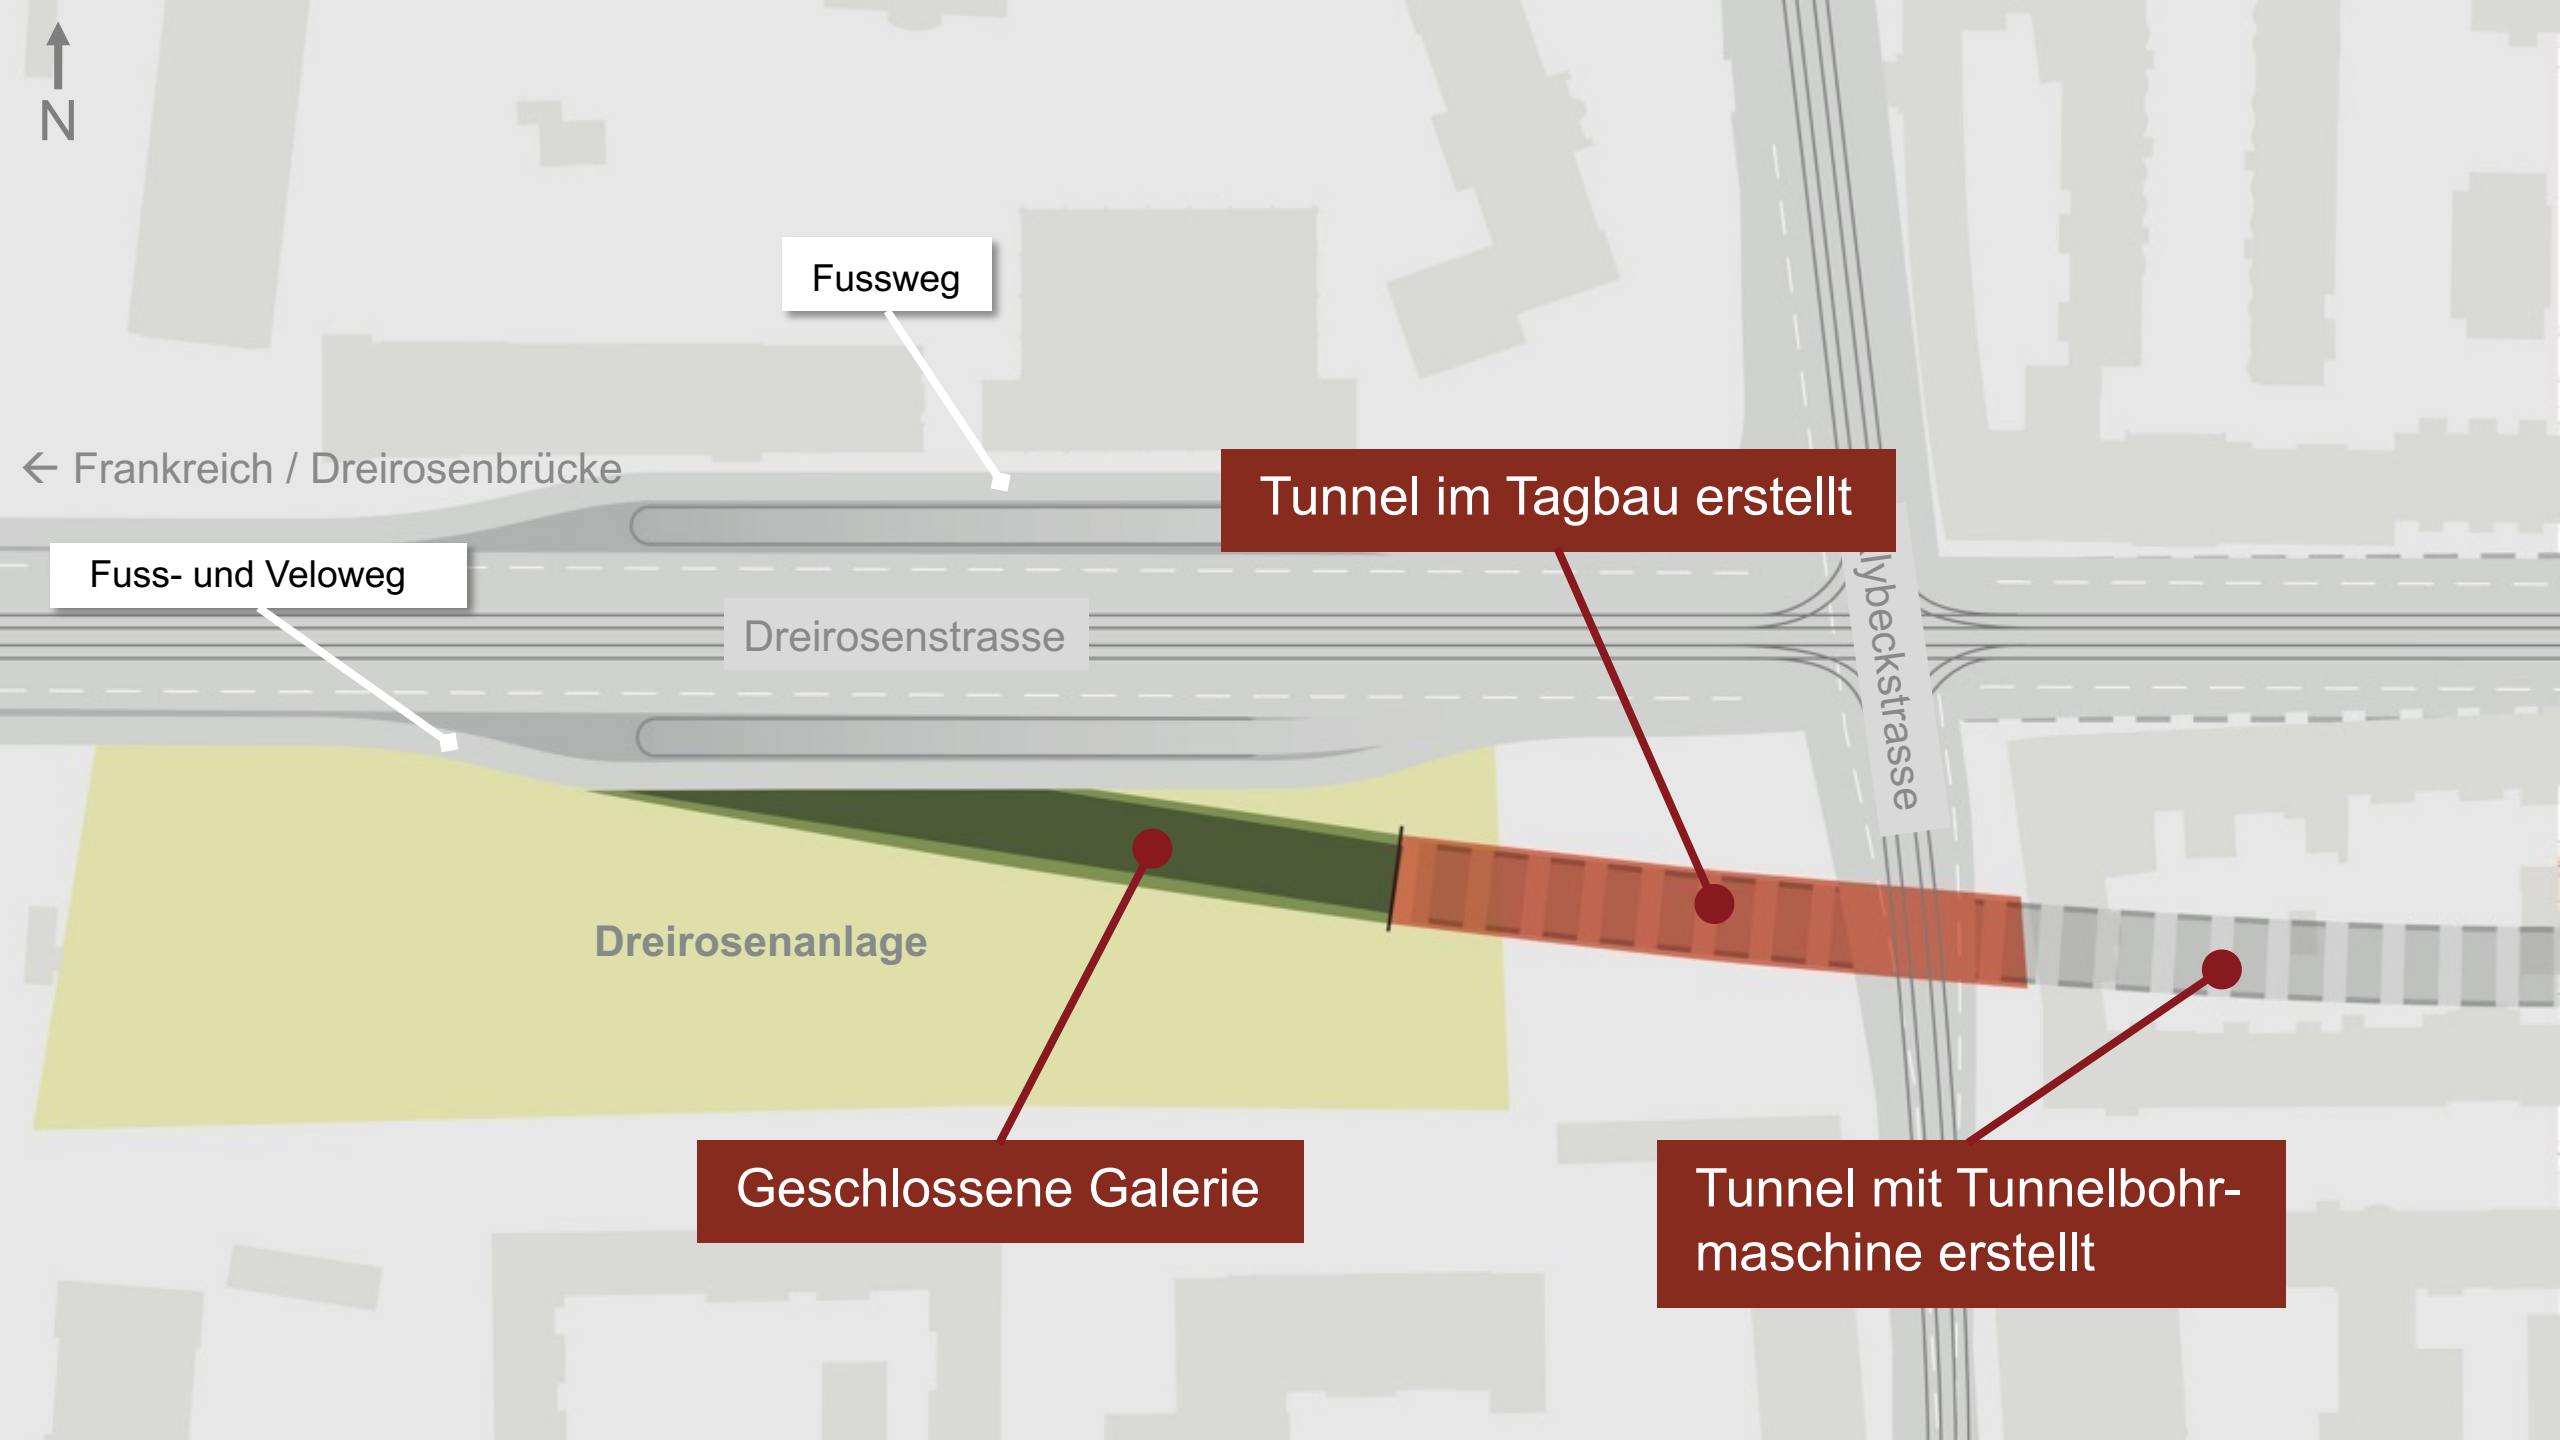 N
Fussweg
← Frankreich / Dreirosenbrücke
Tunnel im Tagbau erstellt
Fuss- und Veloweg
Dreirosenstrasse
lybeckstrasse
Dreirosenanlage
Geschlossene Galerie
Tunnel mit Tunnelbohr-
maschine erstellt